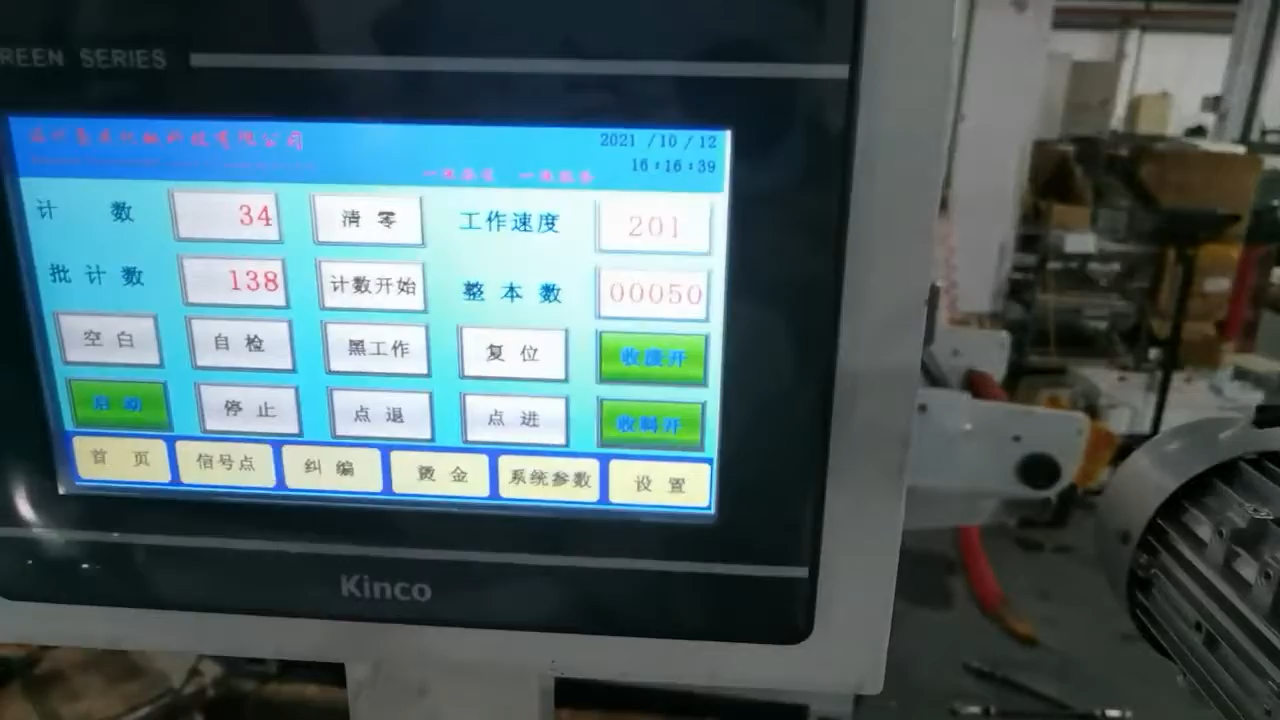 REEN SERIES
2021 /10 /12
16:16:39
计 数 34 清 零 工作速度 201
批 计 数 138 计数开始 整 本 数 00050
空 白 自 检 黑工作 复 位 收废开
启 动 停 止 点 退 点 进 收料开
首 页 信号点 纠 编 烫 金 系统参数 设 置
Kinco